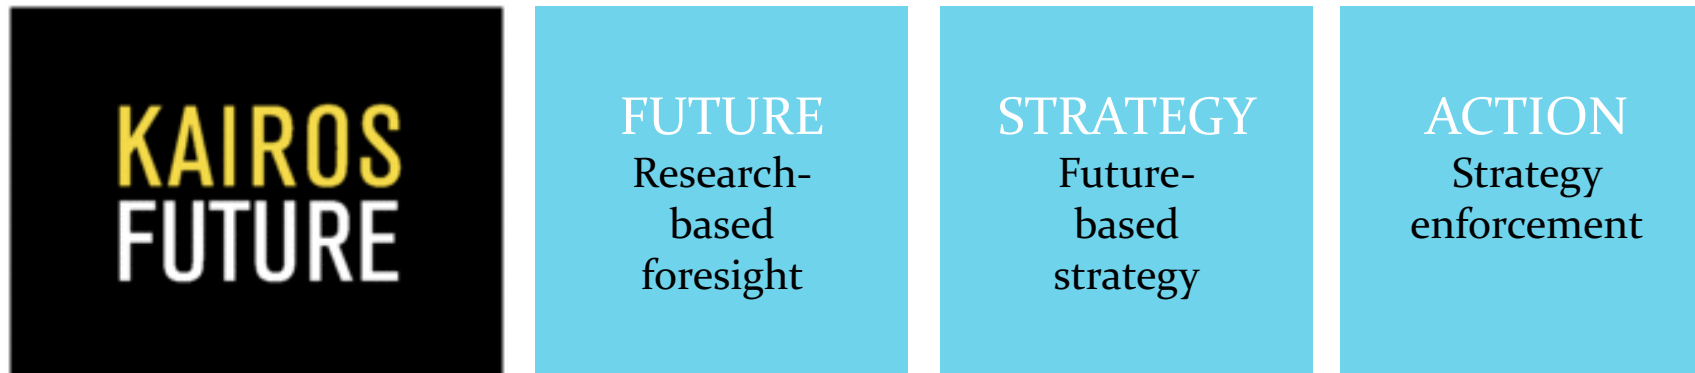 KAIROS
FUTURE
FUTURE
Research-
based
foresight
STRATEGY
Future-
based
strategy
ACTION
Strategy
enforcement